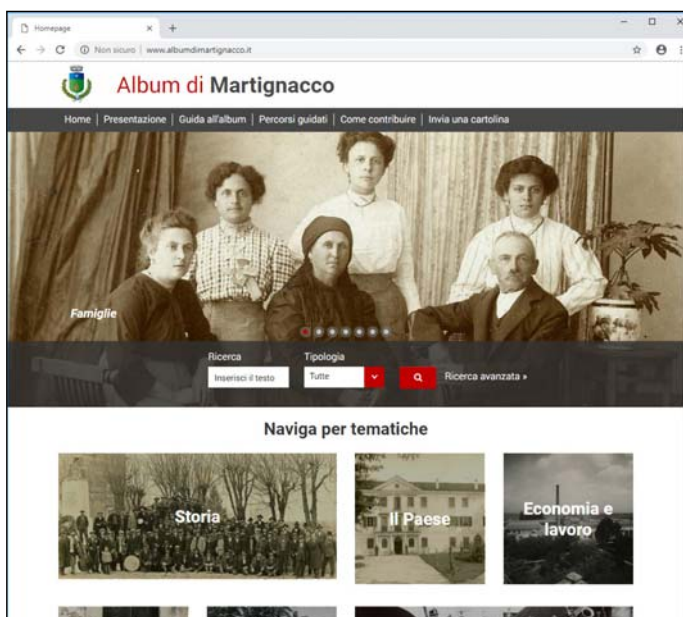 Homepage
Non sicuro | www.albumdimartignacco.it
Album di Martignacco
Home | Presentazione | Guida all'album | Percorsi guidati | Come contribuire | Invia una cartolina
Famiglie
Ricerca Tipologia
Inserisci il testo Tutte Ricerca avanzata »
Naviga per tematiche
Storia
Il Paese
Economia e
lavoro